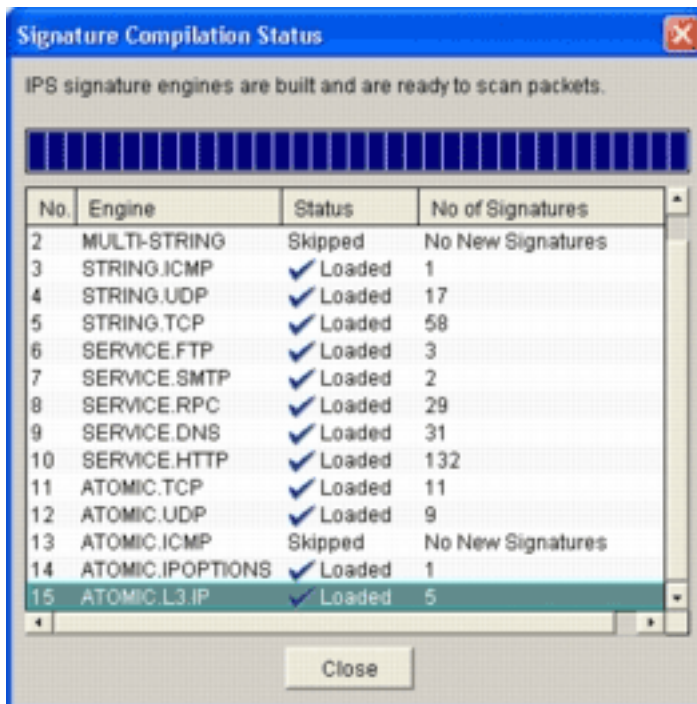 Signature Compilation Status
IPS signature engines are built and are ready to scan packets.
No. Engine Status No of Signatures
2 MULTI-STRING Skipped No New Signatures
3 STRING.ICMP Loaded 1
4 STRING.UDP Loaded 17
5 STRING.TCP Loaded 58
6 SERVICE.FTP Loaded 3
7 SERVICE.SMTP Loaded 2
8 SERVICE.RPC Loaded 29
9 SERVICE.DNS Loaded 31
10 SERVICE.HTTP Loaded 132
11 ATOMIC.TCP Loaded 11
12 ATOMIC.UDP Loaded 9
13 ATOMIC.ICMP Skipped No New Signatures
14 ATOMIC.IPOPTIONS Loaded 1
15 ATOMIC.L3.IP Loaded 5
Close